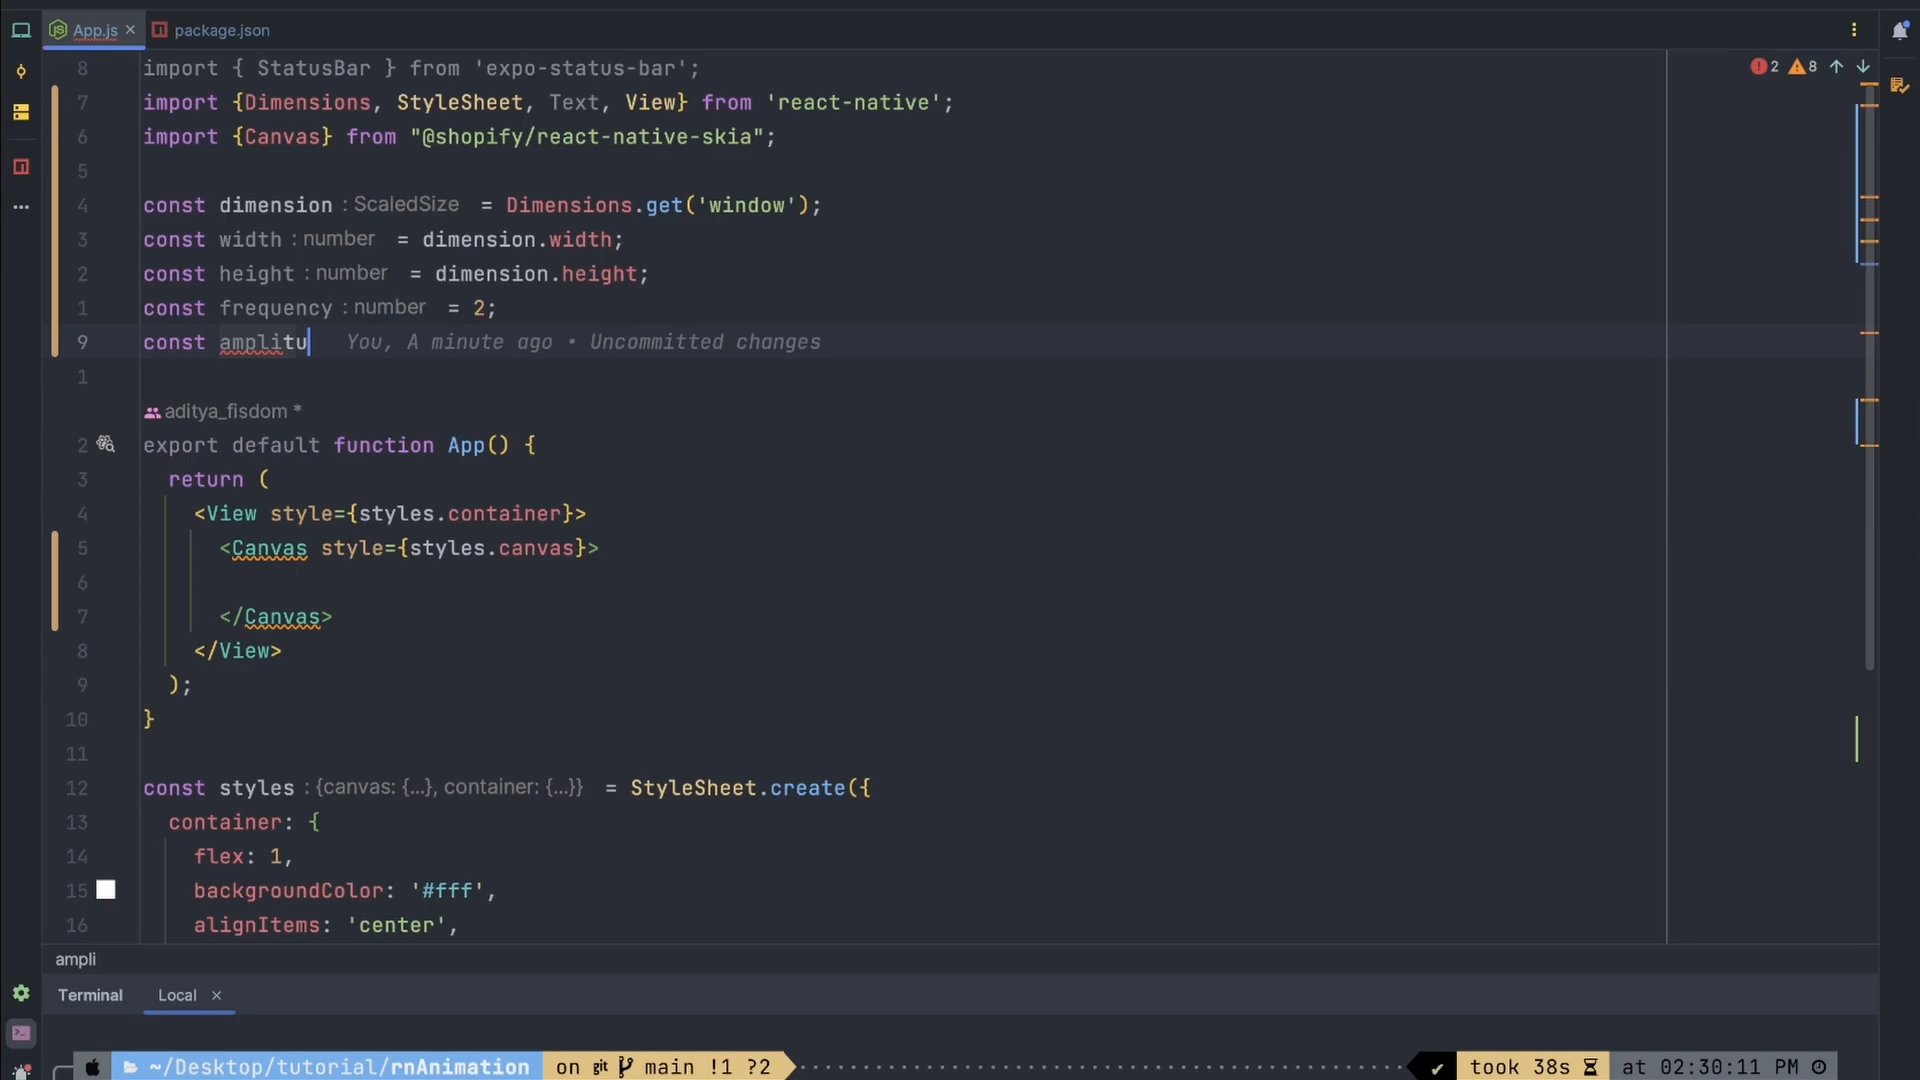 App.js × package.json
8 import { StatusBar } from 'expo-status-bar';
2 8
7 import {Dimensions, StyleSheet, Text, View} from 'react-native';
6 import {Canvas} from "@shopify/react-native-skia";
5
4 const dimension : ScaledSize = Dimensions.get('window');
3 const width : number = dimension.width;
2 const height : number = dimension.height;
1 const frequency : number = 2;
9 const amplitu You, A minute ago • Uncommitted changes
1
aditya_fisdom *
2 export default function App() {
3 return (
4 <View style={styles.container}>
5 <Canvas style={styles.canvas}>
6
7 </Canvas>
8 </View>
9 );
10 }
11
12 const styles : {canvas: {...}, container: {...}} = StyleSheet.create({
13 container: {
14 flex: 1,
15 backgroundColor: '#fff',
16 alignItems: 'center',
ampli
Terminal Local ×
~/Desktop/tutorial/rnAnimation on git main !1 ?2 ✔ took 38s at 02:30:11 PM